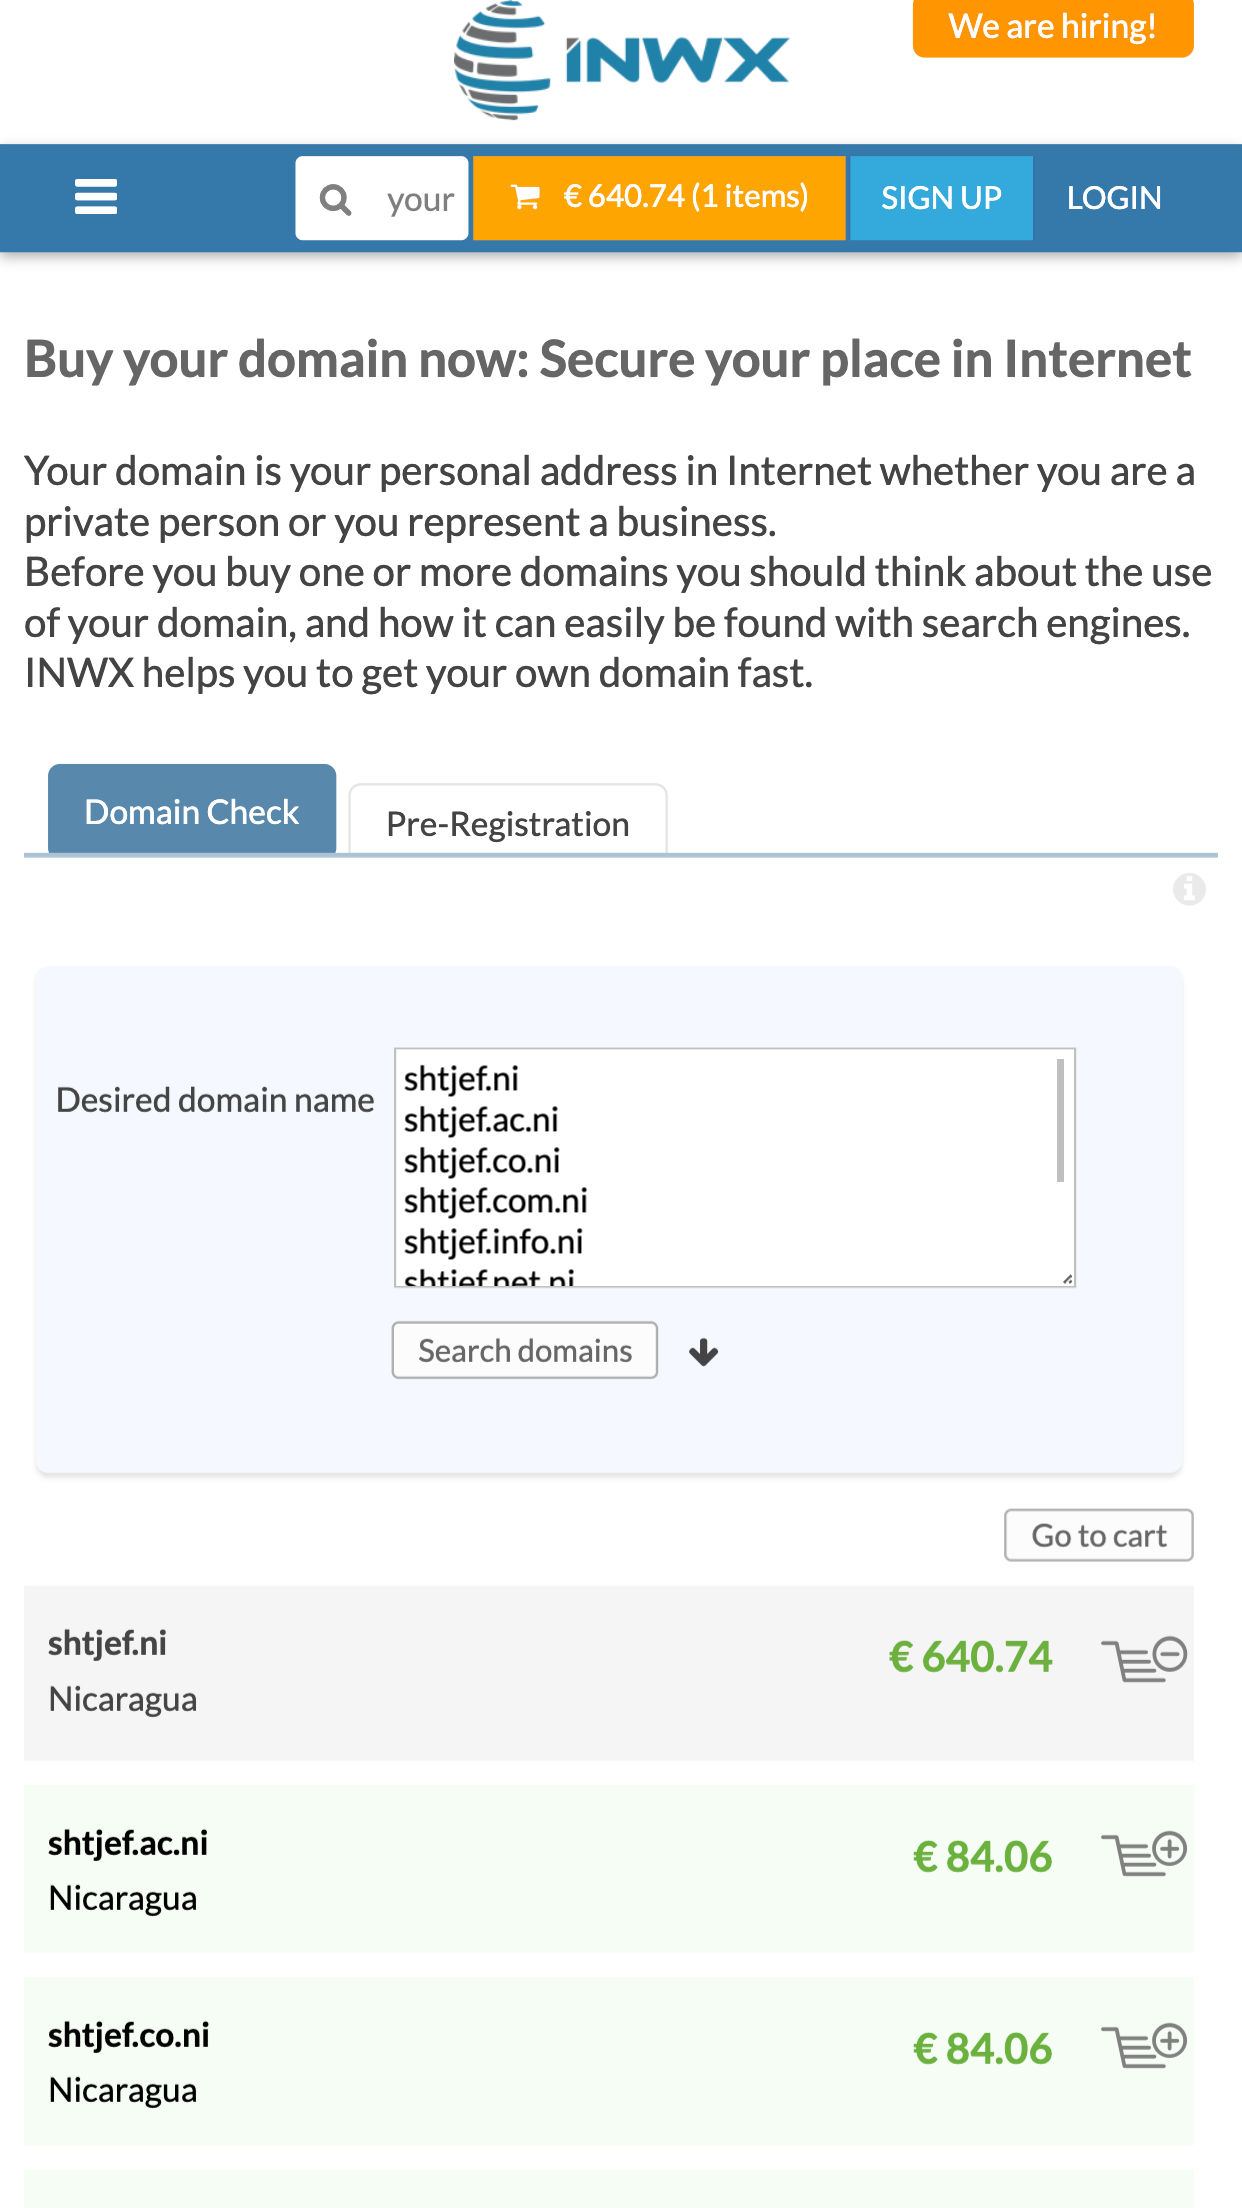 INWX
We are hiring!
your
€ 640.74 (1 items)
SIGN UP
LOGIN
Buy your domain now: Secure your place in Internet
Your domain is your personal address in Internet whether you are a
private person or you represent a business.
Before you buy one or more domains you should think about the use
of your domain, and how it can easily be found with search engines.
INWX helps you to get your own domain fast.
Domain Check
Pre-Registration
Desired domain name
shtjef.ni
shtjef.ac.ni
shtjef.co.ni
shtjef.com.ni
shtjef.info.ni
shtjef.net.ni
Search domains
Go to cart
shtjef.ni
€ 640.74
Nicaragua
shtjef.ac.ni
€ 84.06
Nicaragua
shtjef.co.ni
€ 84.06
Nicaragua